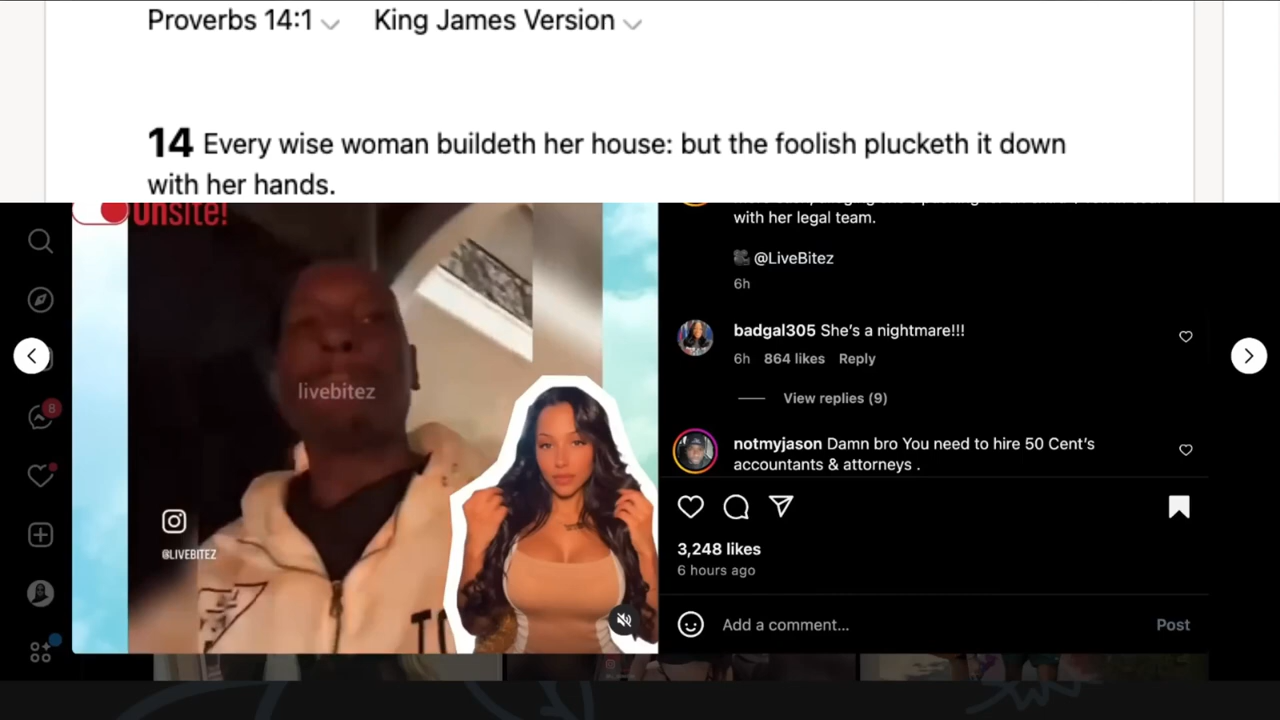 Proverbs 14:1 King James Version
14 Every wise woman buildeth her house: but the foolish plucketh it down
with her hands.
Unsite!
livebitez
@LIVEBITEZ
with her legal team.
@LiveBitez
6h
badgal305 She's a nightmare!!!
6h 864 likes Reply
View replies (9)
notmyjason Damn bro You need to hire 50 Cent's
accountants & attorneys .
8
3,248 likes
6 hours ago
Add a comment... Post